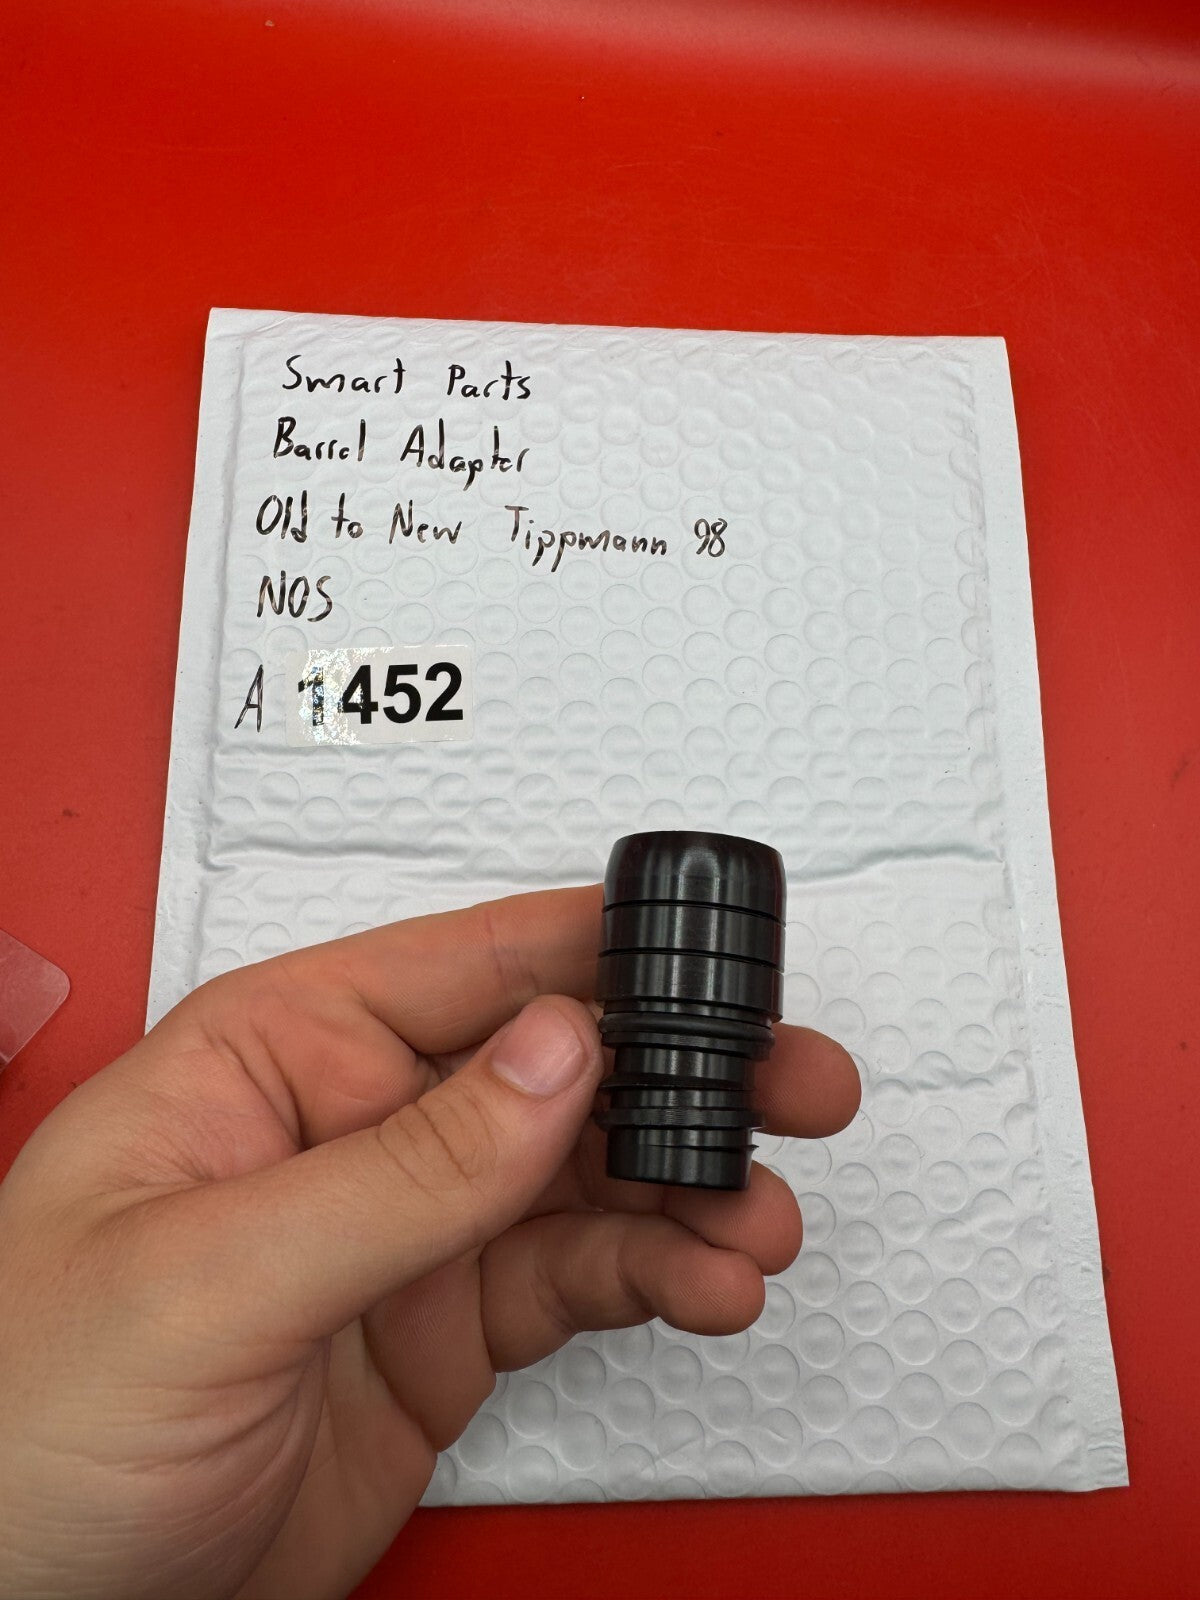 Smart Parts
Barrel Adapter
Old to New Tippmann 98
NOS
A 1452